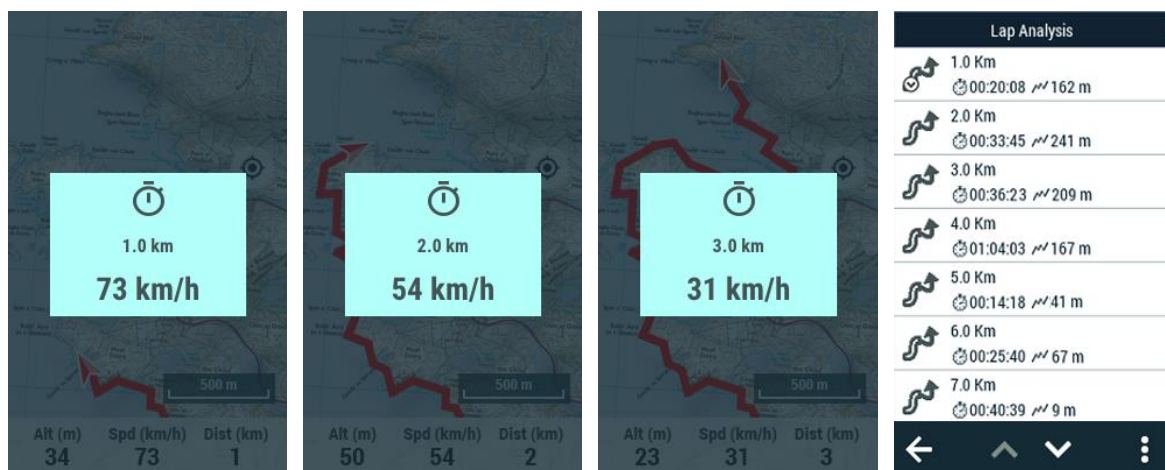 1.0 km
73 km/h
500 m
Alt (m) Spd (km/h) Dist (km)
34 73 1
2.0 km
54 km/h
500 m
Alt (m) Spd (km/h) Dist (km)
50 54 2
3.0 km
31 km/h
500 m
Alt (m) Spd (km/h) Dist (km)
23 31 3
Lap Analysis
1.0 Km
00:20:08 162 m
2.0 Km
00:33:45 241 m
3.0 Km
00:36:23 209 m
4.0 Km
01:04:03 167 m
5.0 Km
00:14:18 41 m
6.0 Km
00:25:40 67 m
7.0 Km
00:40:39 9 m